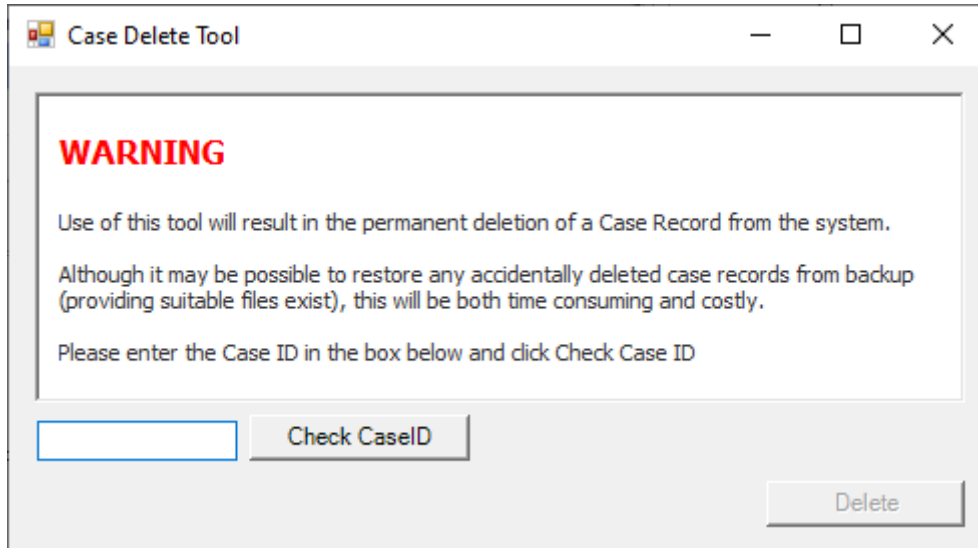 Case Delete Tool
WARNING
Use of this tool will result in the permanent deletion of a Case Record from the system.
Although it may be possible to restore any accidentally deleted case records from backup
(providing suitable files exist), this will be both time consuming and costly.
Please enter the Case ID in the box below and click Check Case ID
Check CaseID
Delete